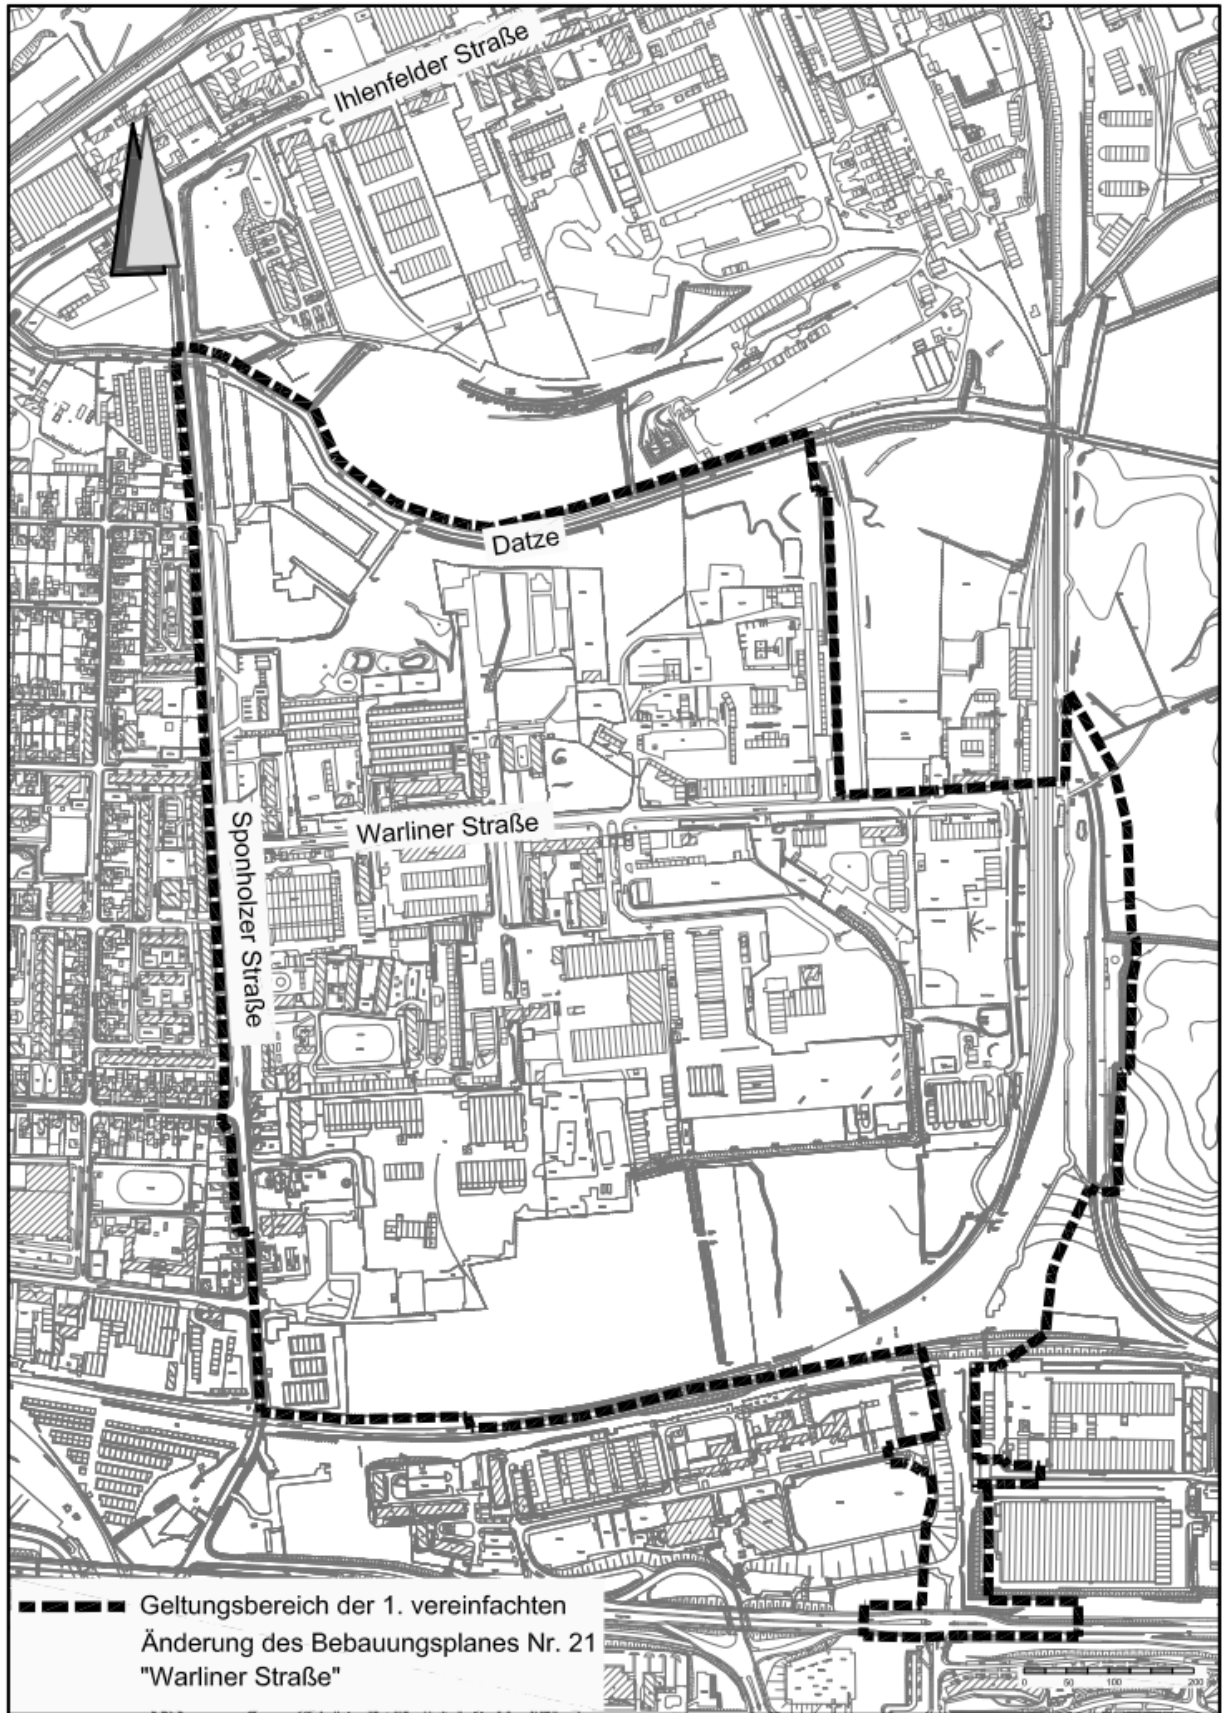 Ihlenfelder Straße
Datze
Warliner Straße
Sponholzer Straße
Geltungsbereich der 1. vereinfachten
Änderung des Bebauungsplanes Nr. 21
"Warliner Straße"
0 50 100 200